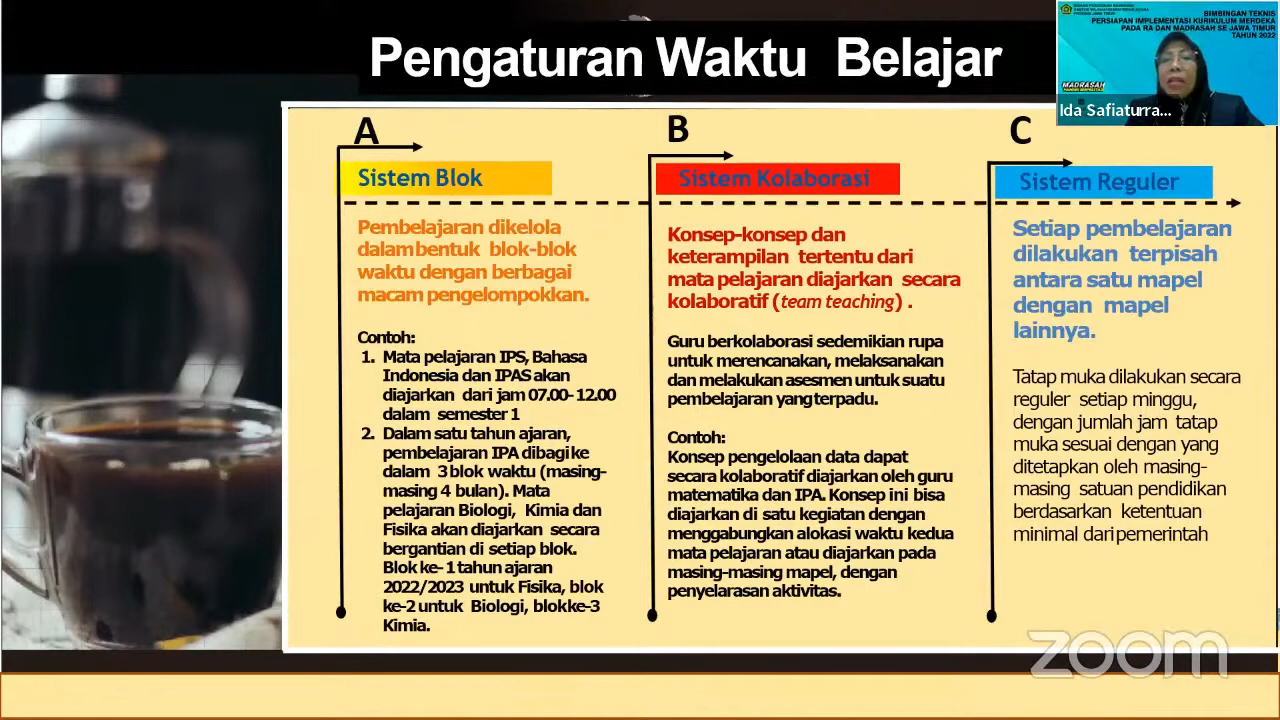 Pengaturan Waktu Belajar
BIMBINGAN TEKNIS
PERSIAPAN IMPLEMENTASI KURIKULUM MERDEKA
PADA RA DAN MADRASAH SE JAWA TIMUR
TAHUN 2022
MADRASAH
Ida Safiaturra...
A
Sistem Blok
Pembelajaran dikelola
dalam bentuk blok-blok
waktu dengan berbagai
macam pengelompokkan.
Contoh:
1. Mata pelajaran IPS, Bahasa
Indonesia dan IPAS akan
diajarkan dari jam 07.00-12.00
dalam semester 1
2. Dalam satu tahun ajaran,
pembelajaran IPA dibagi ke
dalam 3 blok waktu (masing-
masing 4 bulan). Mata
pelajaran Biologi, Kimia dan
Fisika akan diajarkan secara
bergantian di setiap blok.
Blok ke-1 tahun ajaran
2022/2023 untuk Fisika, blok
ke-2 untuk Biologi, blok ke-3
Kimia.
B
Sistem Kolaborasi
Konsep-konsep dan
keterampilan tertentu dari
mata pelajaran diajarkan secara
kolaboratif (team teaching) .
Guru berkolaborasi sedemikian rupa
untuk merencanakan, melaksanakan
dan melakukan asesmen untuk suatu
pembelajaran yang terpadu.
Contoh:
Konsep pengelolaan data dapat
secara kolaboratif diajarkan oleh guru
matematika dan IPA. Konsep ini bisa
diajarkan di satu kegiatan dengan
menggabungkan alokasi waktu kedua
mata pelajaran atau diajarkan pada
masing-masing mapel, dengan
penyelarasan aktivitas.
C
Sistem Reguler
Setiap pembelajaran
dilakukan terpisah
antara satu mapel
dengan mapel
lainnya.
Tatap muka dilakukan secara
reguler setiap minggu,
dengan jumlah jam tatap
muka sesuai dengan yang
ditetapkan oleh masing-
masing satuan pendidikan
berdasarkan ketentuan
minimal dari pemerintah
zoom